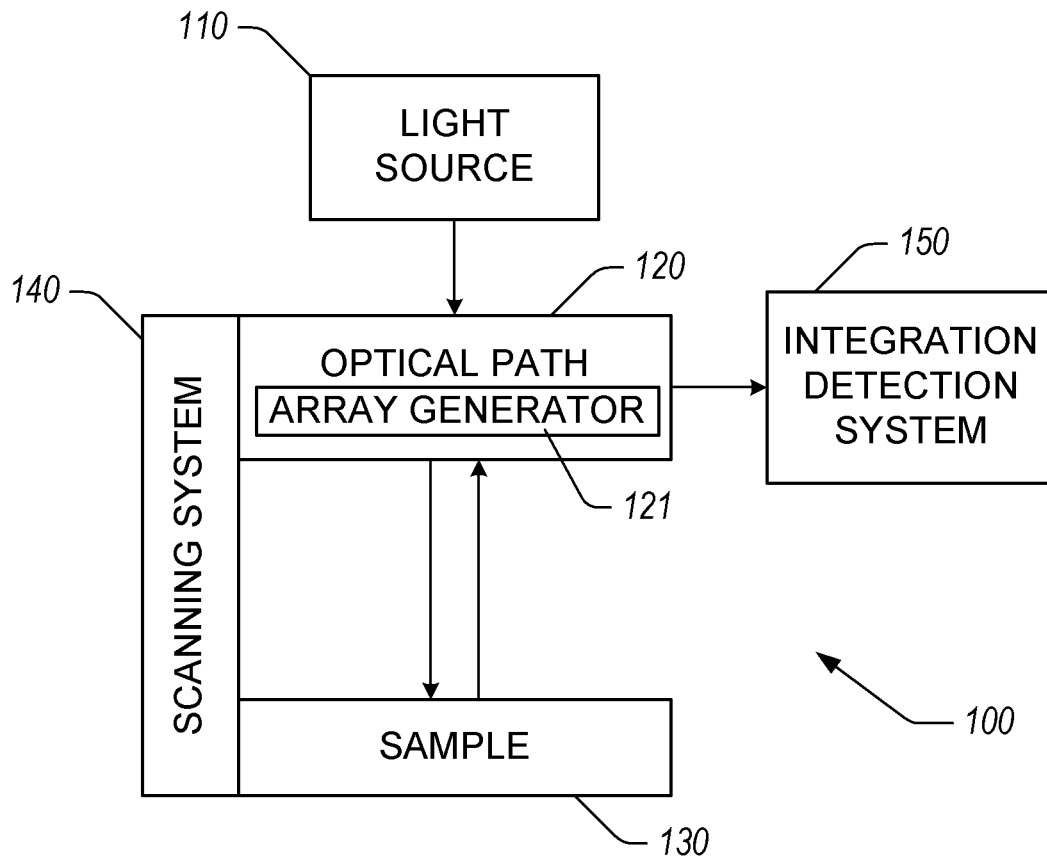 110
LIGHT
SOURCE
120
150
140
OPTICAL PATH
ARRAY GENERATOR
INTEGRATION
DETECTION
SYSTEM
121
SCANNING SYSTEM
SAMPLE
100
130